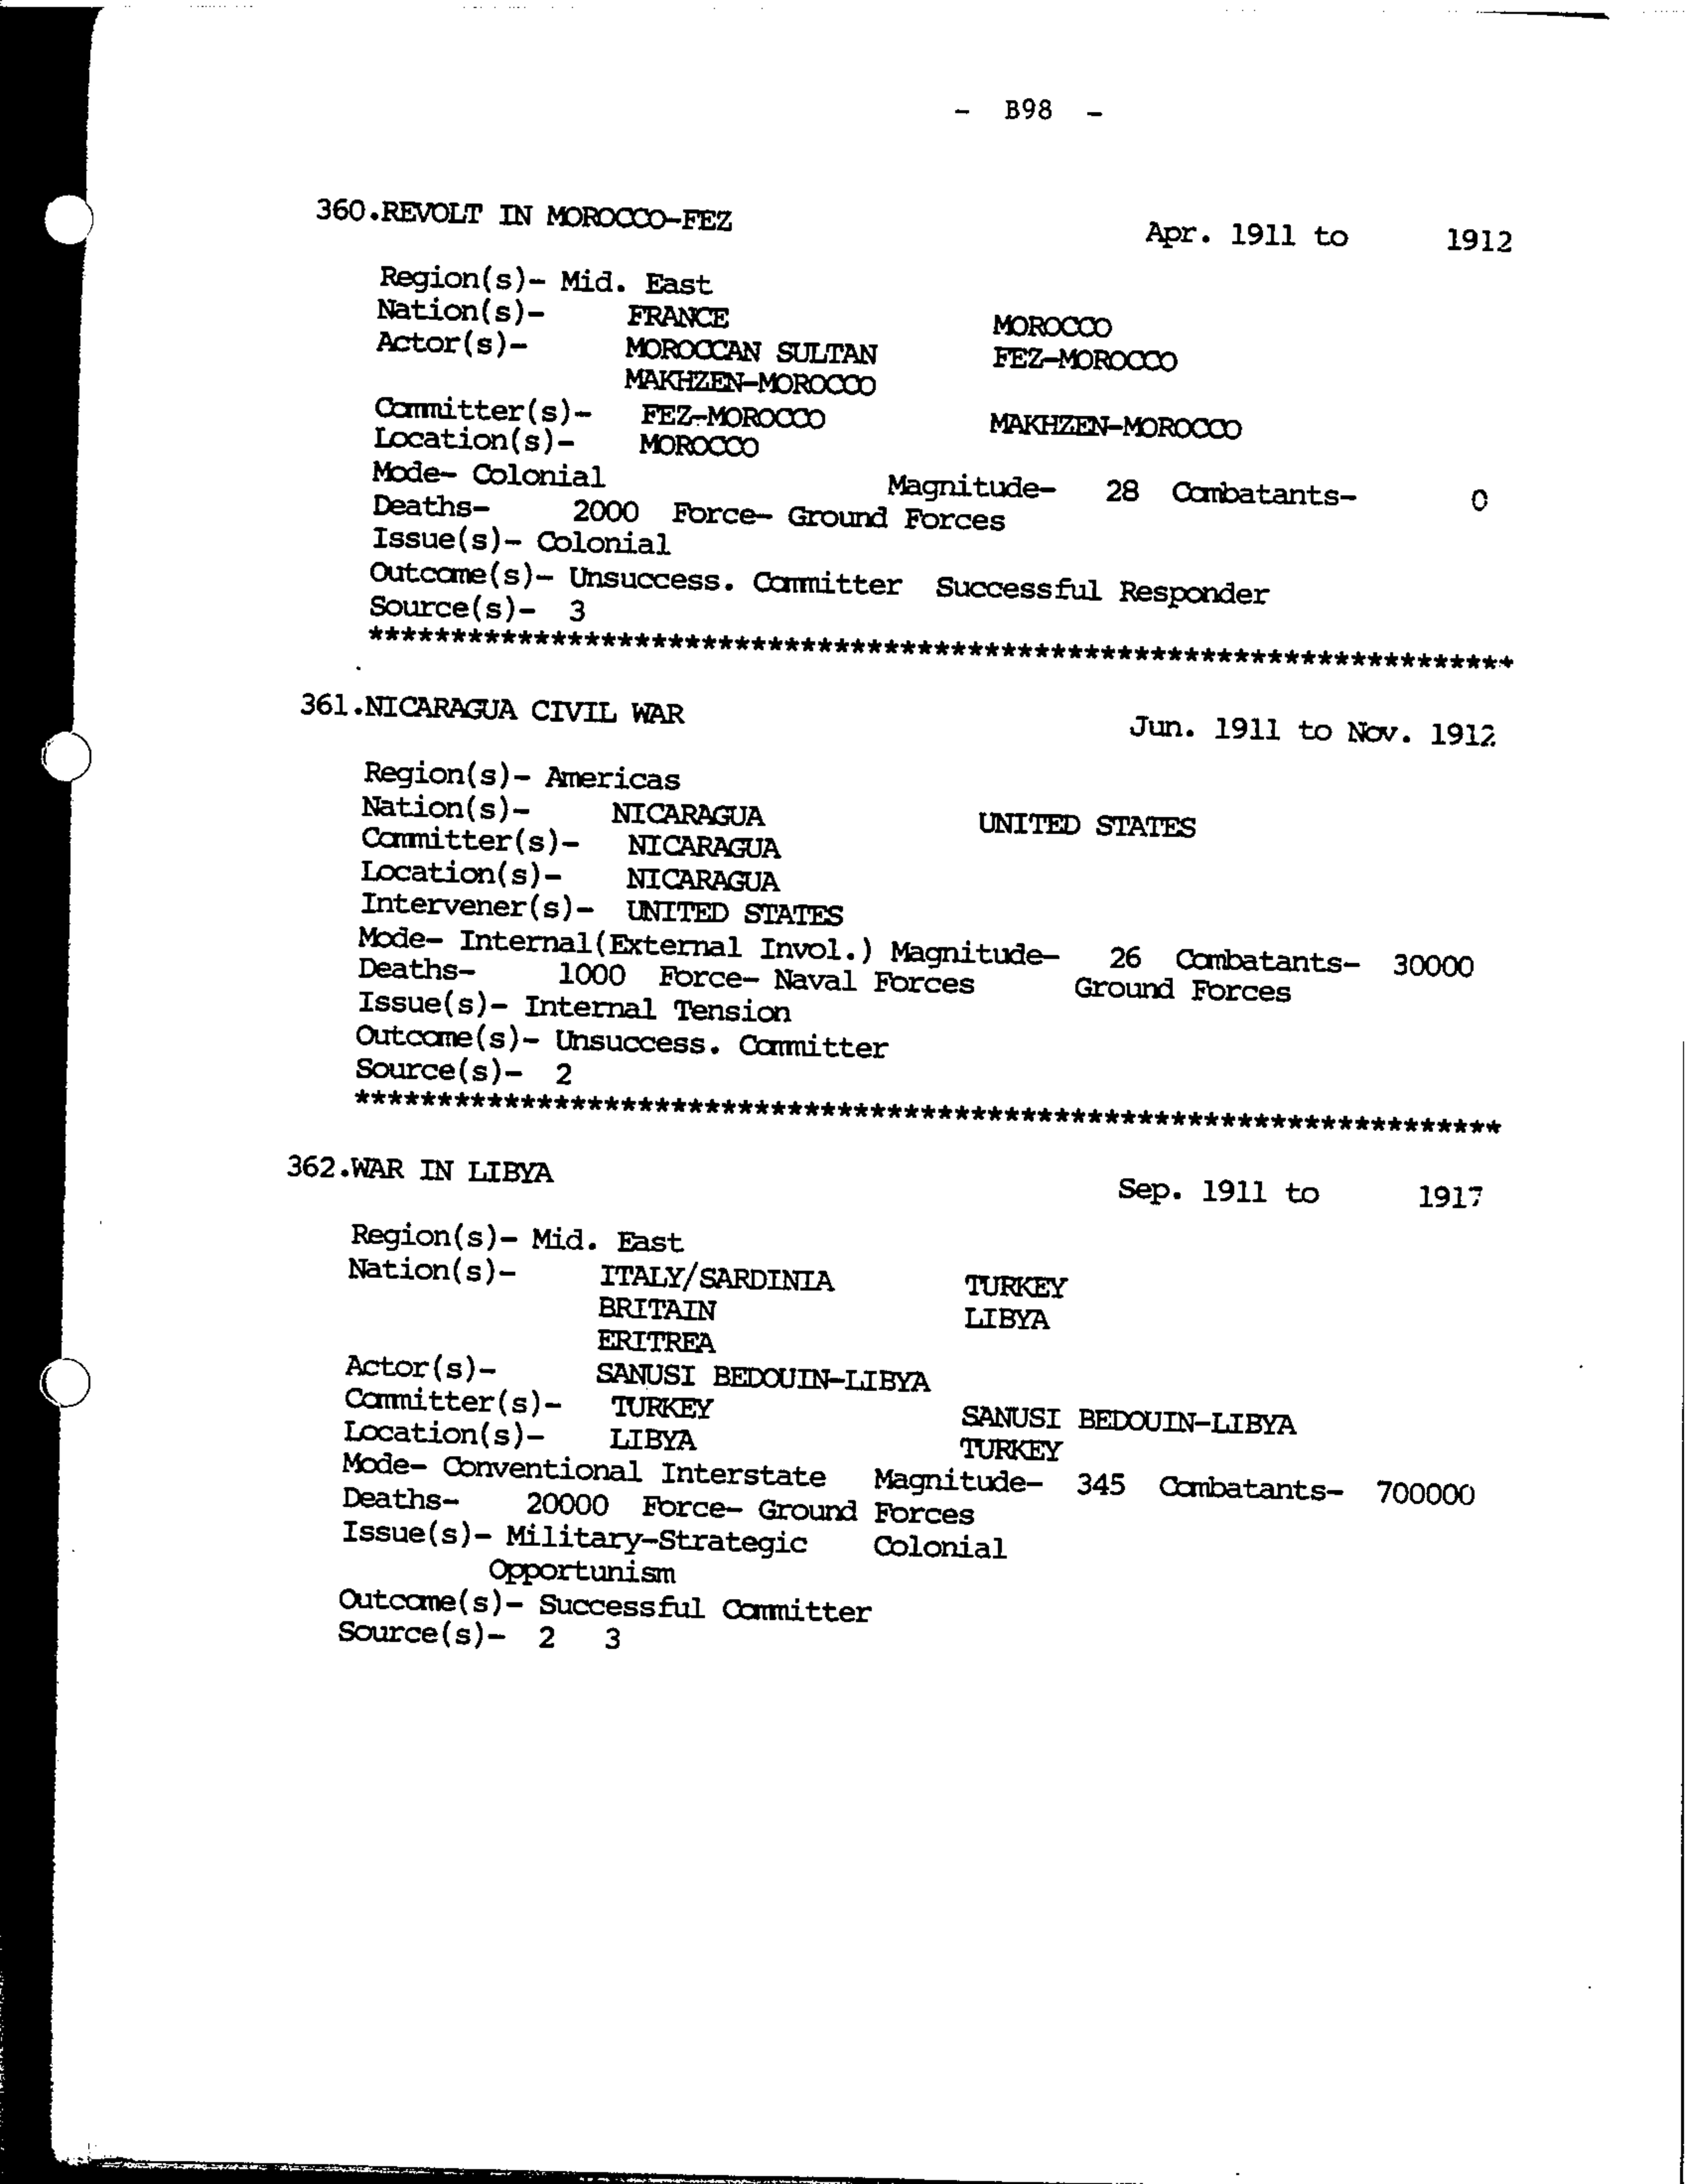 - B98 -
360.REVOLT IN MOROCCO-FEZ Apr. 1911 to 1912
Region(s)- Mid. East
Nation(s)- FRANCE MOROCCO
Actor(s)- MOROCCAN SULTAN FEZ-MOROCCO
MAKHZEN-MOROCCO
Committer(s)- FEZ-MOROCCO MAKHZEN-MOROCCO
Location(s)- MOROCCO
Mode- Colonial Magnitude- 28 Combatants- 0
Deaths- 2000 Force- Ground Forces
Issue(s)- Colonial
Outcome(s)- Unsuccess. Committer Successful Responder
Source(s)- 3
*********************************************************************
361.NICARAGUA CIVIL WAR Jun. 1911 to Nov. 1912
Region(s)- Americas
Nation(s)- NICARAGUA UNITED STATES
Committer(s)- NICARAGUA
Location(s)- NICARAGUA
Intervener(s)- UNITED STATES
Mode- Internal(External Invol.) Magnitude- 26 Combatants- 30000
Deaths- 1000 Force- Naval Forces Ground Forces
Issue(s)- Internal Tension
Outcome(s)- Unsuccess. Committer
Source(s)- 2
*********************************************************************
362.WAR IN LIBYA Sep. 1911 to 1917
Region(s)- Mid. East
Nation(s)- ITALY/SARDINIA TURKEY
BRITAIN LIBYA
ERITREA
Actor(s)- SANUSI BEDOUIN-LIBYA
Committer(s)- TURKEY SANUSI BEDOUIN-LIBYA
Location(s)- LIBYA TURKEY
Mode- Conventional Interstate Magnitude- 345 Combatants- 700000
Deaths- 20000 Force- Ground Forces
Issue(s)- Military-Strategic Colonial
Opportunism
Outcome(s)- Successful Committer
Source(s)- 2 3